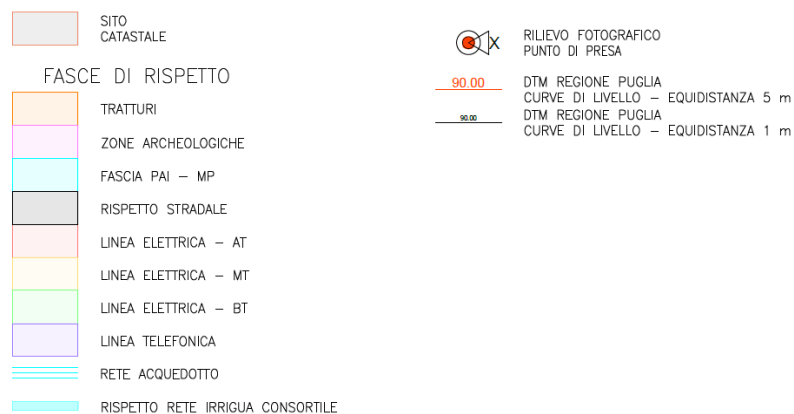 SITO
CATASTALE
FASCE DI RISPETTO
TRATTURI
ZONE ARCHEOLOGICHE
FASCIA PAI – MP
RISPETTO STRADALE
LINEA ELETTRICA – AT
LINEA ELETTRICA – MT
LINEA ELETTRICA – BT
LINEA TELEFONICA
RETE ACQUEDOTTO
RISPETTO RETE IRRIGUA CONSORTILE
X
RILIEVO FOTOGRAFICO
PUNTO DI PRESA
90.00
DTM REGIONE PUGLIA
CURVE DI LIVELLO – EQUIDISTANZA 5 m
90.00
DTM REGIONE PUGLIA
CURVE DI LIVELLO – EQUIDISTANZA 1 m